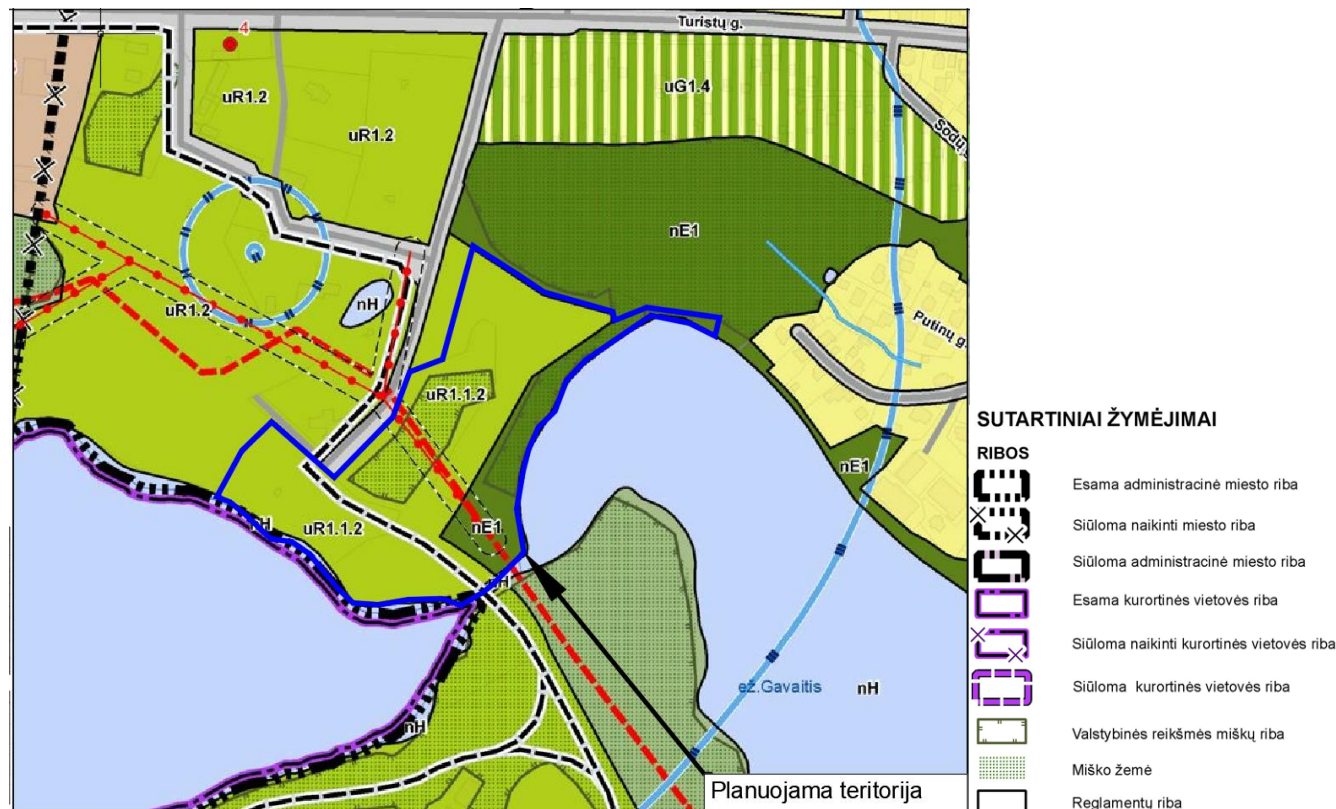 Turistų g.
4
uR1.2
uG1.4
uR1.2
Sodų g.
nE1
nH
uR1.2
Putinų g.
uR1.1.2
nE1
nH
uR1.1.2
nE1
nH
ež.Gavaitis
nH
nH
Planuojama teritorija
SUTARTINIAI ŽYMĖJIMAI
RIBOS
Esama administracinė miesto riba
Siūloma naikinti miesto riba
Siūloma administracinė miesto riba
Esama kurortinės vietovės riba
Siūloma naikinti kurortinės vietovės riba
Siūloma kurortinės vietovės riba
Valstybinės reikšmės miškų riba
Miško žemė
Reglamentų riba